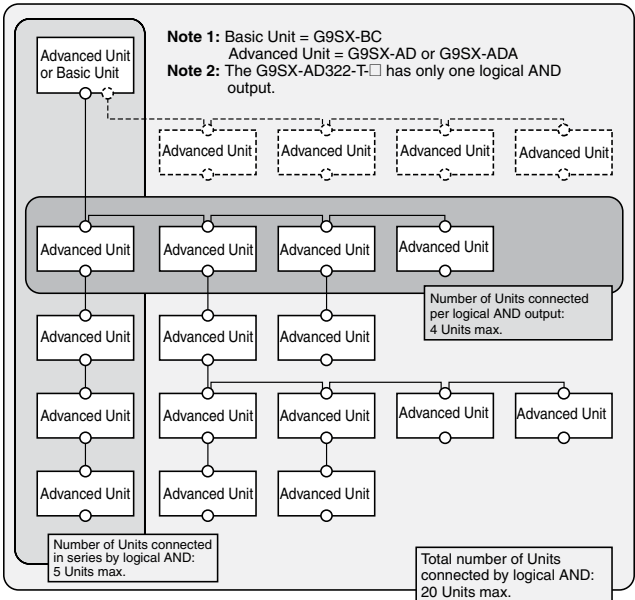 Advanced Unit
or Basic Unit
Note 1: Basic Unit = G9SX-BC
Advanced Unit = G9SX-AD or G9SX-ADA
Note 2: The G9SX-AD322-T-□ has only one logical AND
output.
Advanced Unit Advanced Unit Advanced Unit Advanced Unit
Advanced Unit Advanced Unit Advanced Unit Advanced Unit
Number of Units connected
per logical AND output:
4 Units max.
Advanced Unit Advanced Unit Advanced Unit
Advanced Unit Advanced Unit Advanced Unit Advanced Unit Advanced Unit
Advanced Unit Advanced Unit Advanced Unit
Number of Units connected
in series by logical AND:
5 Units max.
Total number of Units
connected by logical AND:
20 Units max.